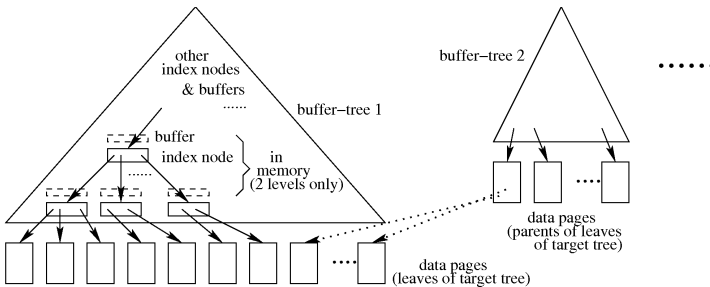 other
index nodes
& buffers
buffer-tree 1
buffer
index node
in
memory
(2 levels only)
data pages
(leaves of target tree)
buffer-tree 2
data pages
(parents of leaves
of target tree)